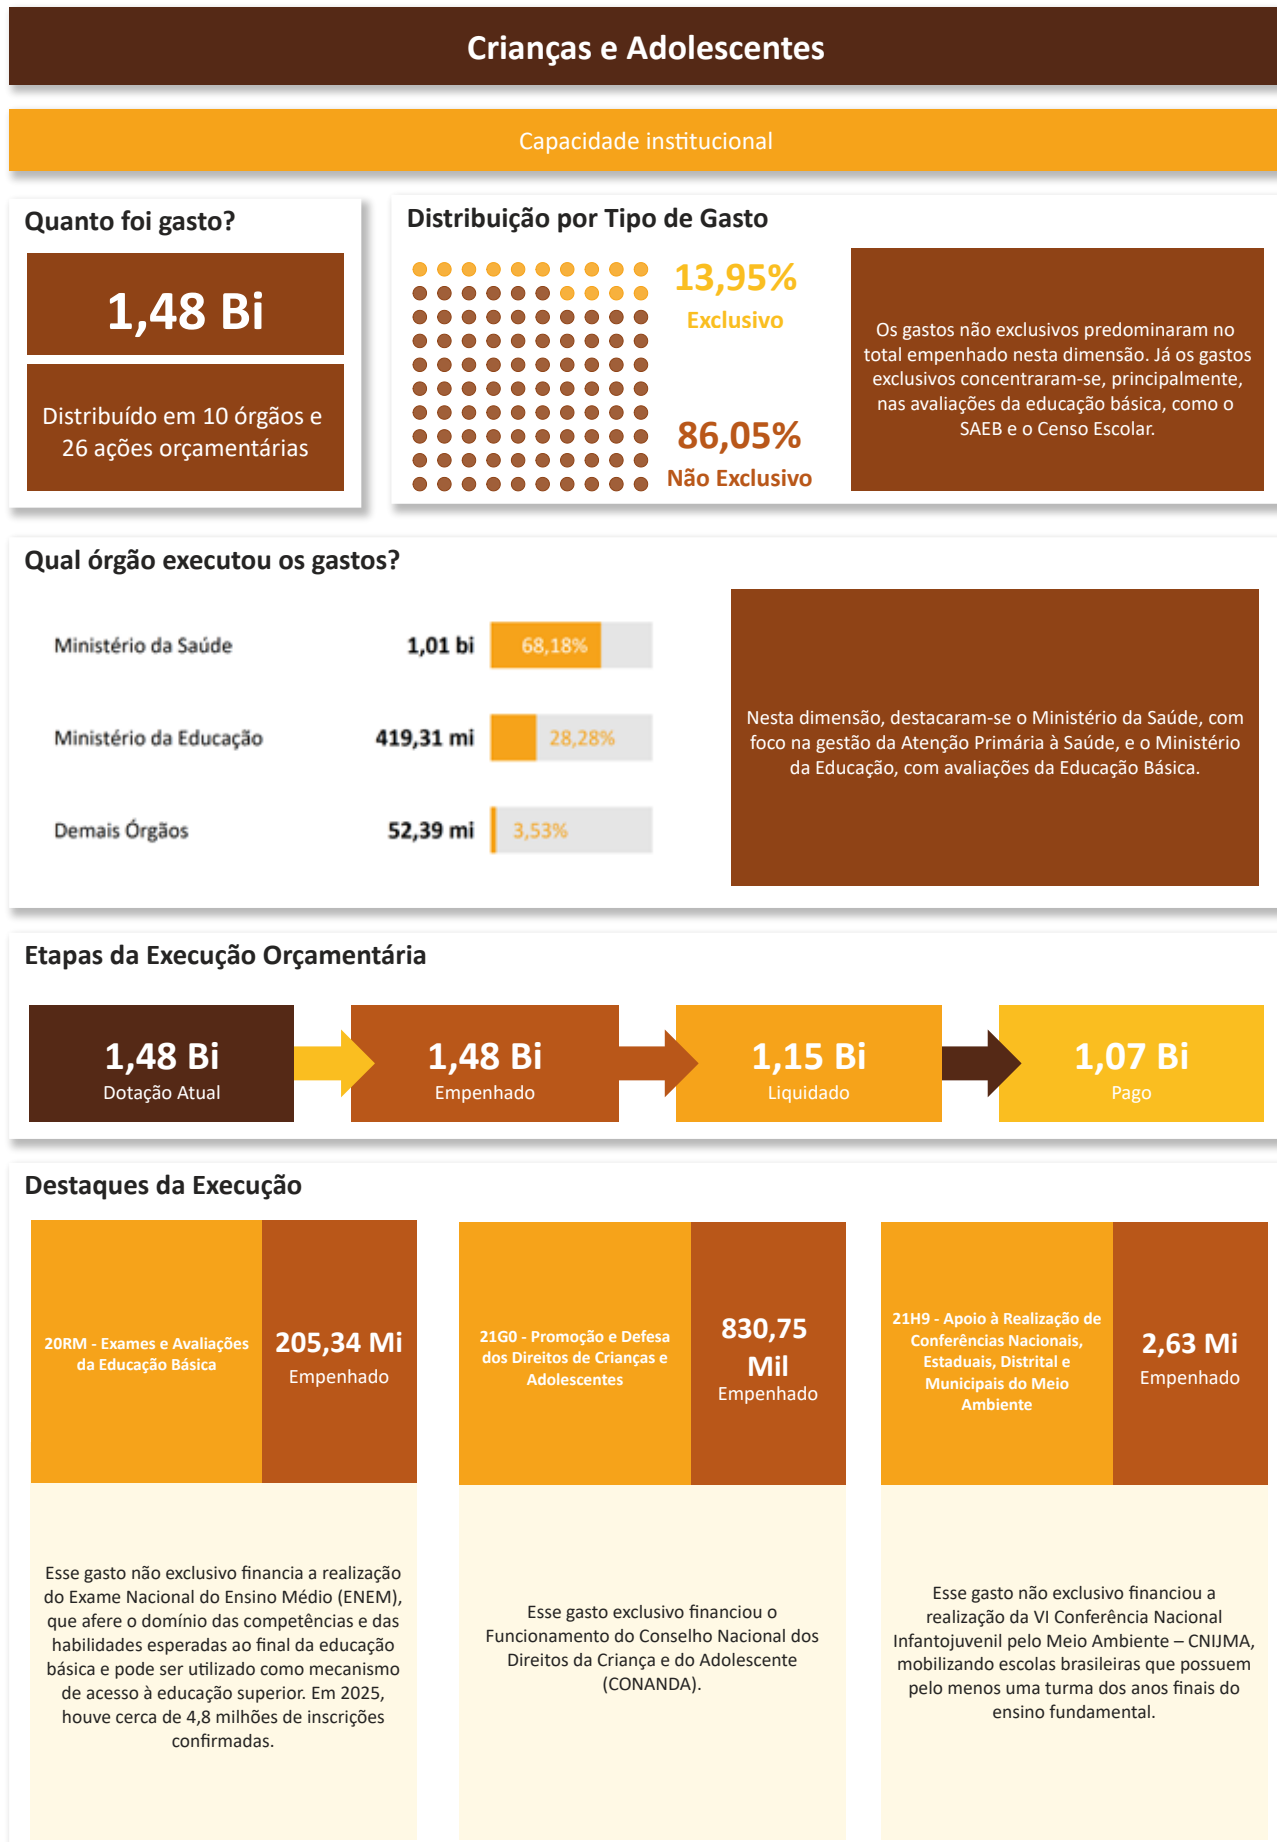 Crianças e Adolescentes
Capacidade institucional
Quanto foi gasto?
1,48 Bi
Distribuído em 10 órgãos e
26 ações orçamentárias
Distribuição por Tipo de Gasto
13,95%
Exclusivo
86,05%
Não Exclusivo
Os gastos não exclusivos predominaram no
total empenhado nesta dimensão. Já os gastos
exclusivos concentraram-se, principalmente,
nas avaliações da educação básica, como o
SAEB e o Censo Escolar.
Qual órgão executou os gastos?
Ministério da Saúde 1,01 bi 68,18%
Ministério da Educação 419,31 mi 28,28%
Demais Órgãos 52,39 mi 3,53%
Nesta dimensão, destacaram-se o Ministério da Saúde, com
foco na gestão da Atenção Primária à Saúde, e o Ministério
da Educação, com avaliações da Educação Básica.
Etapas da Execução Orçamentária
1,48 Bi
Dotação Atual
1,48 Bi
Empenhado
1,15 Bi
Liquidado
1,07 Bi
Pago
Destaques da Execução
20RM - Exames e Avaliações
da Educação Básica
205,34 Mi
Empenhado
Esse gasto não exclusivo financia a realização
do Exame Nacional do Ensino Médio (ENEM),
que afere o domínio das competências e das
habilidades esperadas ao final da educação
básica e pode ser utilizado como mecanismo
de acesso à educação superior. Em 2025,
houve cerca de 4,8 milhões de inscrições
confirmadas.
21G0 - Promoção e Defesa
dos Direitos de Crianças e
Adolescentes
830,75
Mil
Empenhado
Esse gasto exclusivo financiou o
Funcionamento do Conselho Nacional dos
Direitos da Criança e do Adolescente
(CONANDA).
21H9 - Apoio à Realização de
Conferências Nacionais,
Estaduais, Distrital e
Municipais do Meio
Ambiente
2,63 Mi
Empenhado
Esse gasto não exclusivo financiou a
realização da VI Conferência Nacional
Infantojuvenil pelo Meio Ambiente – CNIJMA,
mobilizando escolas brasileiras que possuem
pelo menos uma turma dos anos finais do
ensino fundamental.